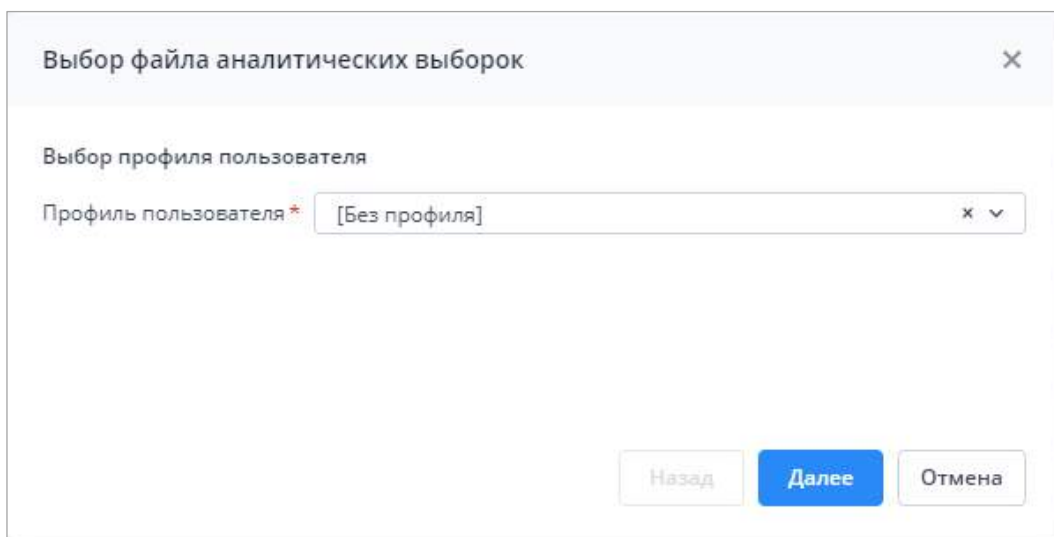 Выбор файла аналитических выборок
Выбор профиля пользователя
Профиль пользователя * [Без профиля]
Назад Далее Отмена